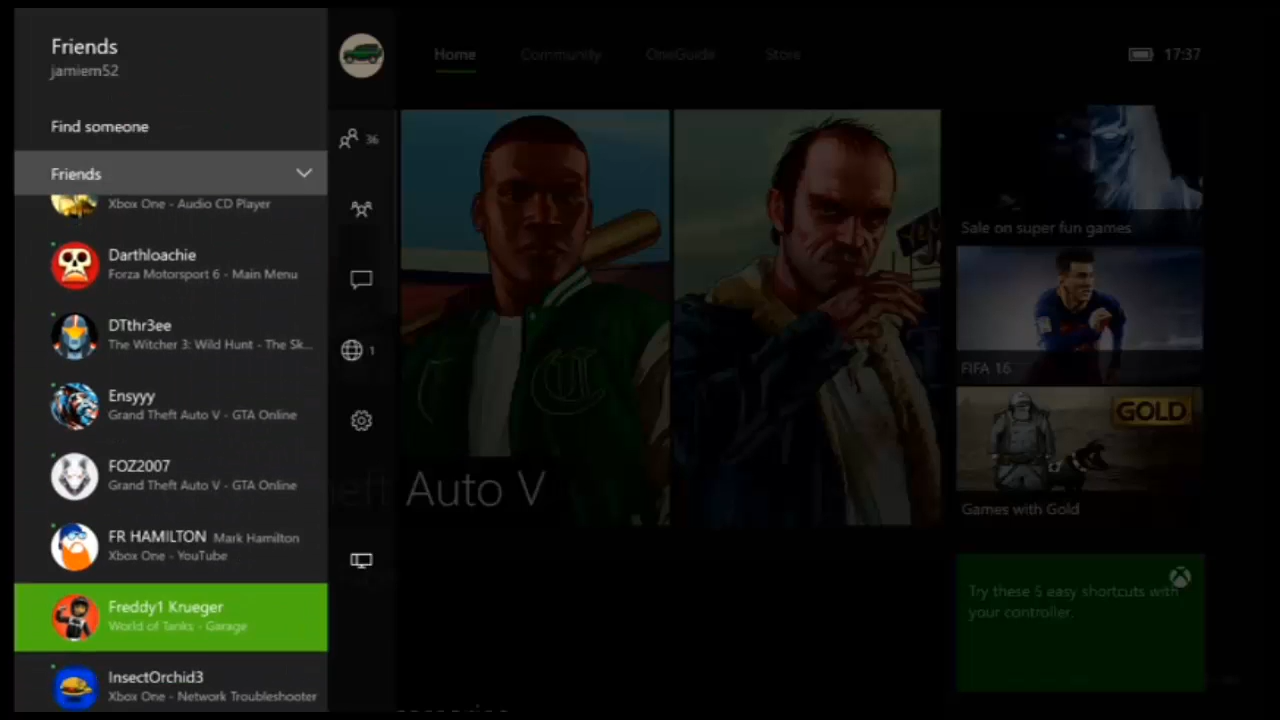 Friends
jamiem52
Find someone
Friends
Xbox One - Audio CD Player
Darthloachie
Forza Motorsport 6 - Main Menu
DTthr3ee
The Witcher 3: Wild Hunt - The Sk...
Ensyyy
Grand Theft Auto V - GTA Online
FOZ2007
Grand Theft Auto V - GTA Online
FR HAMILTON Mark Hamilton
Xbox One - YouTube
Freddy1 Krueger
World of Tanks - Garage
InsectOrchid3
Xbox One - Network Troubleshooter
36
1
Home Community OneGuide Store
17:37
eft Auto V
Sale on super fun games
FIFA 16
GOLD
Games with Gold
Try these 5 easy shortcuts with
your controller.